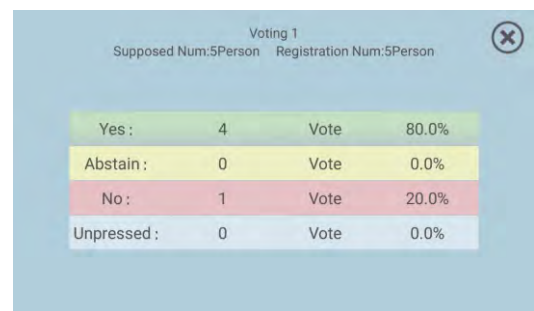 Voting 1
Supposed Num:5Person Registration Num:5Person
Yes : 4 Vote 80.0%
Abstain : 0 Vote 0.0%
No : 1 Vote 20.0%
Unpressed : 0 Vote 0.0%